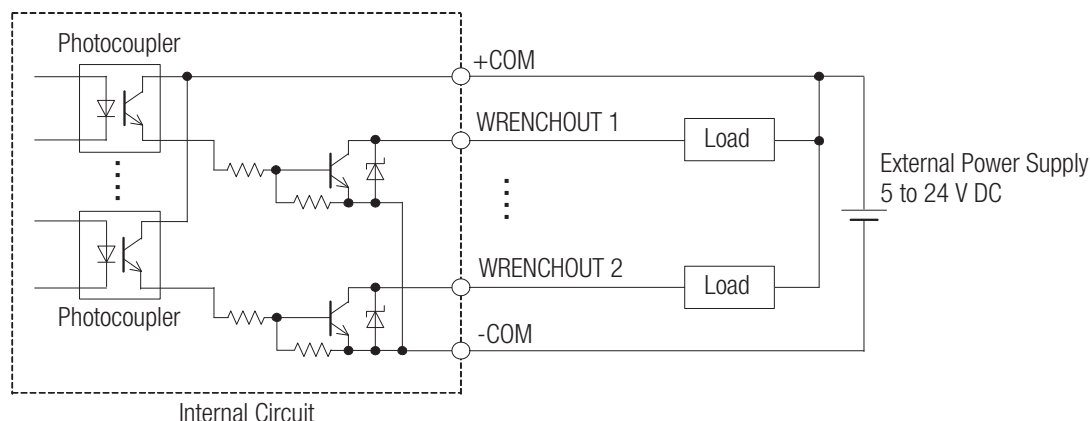 Photocoupler
+COM
WRENCHOUT 1
Load
External Power Supply
5 to 24 V DC
WRENCHOUT 2
Load
Photocoupler
-COM
Internal Circuit